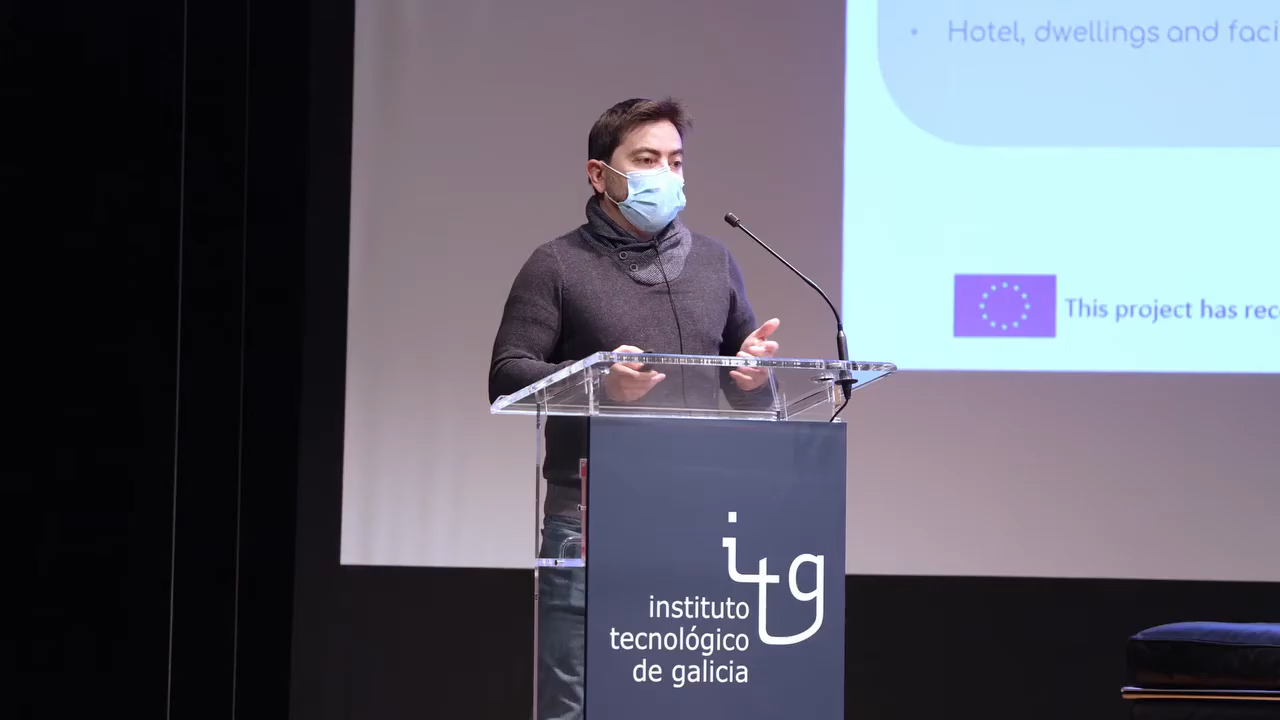 • Hotel, dwellings and faci
This project has rec
itg
instituto
tecnológico
de galicia